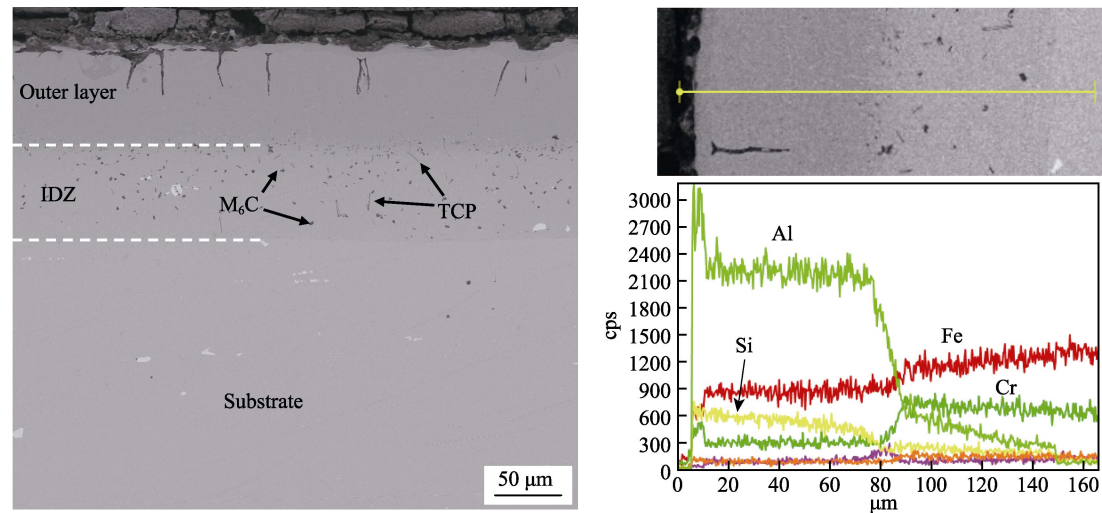 Outer layer
IDZ
M₆C
TCP
Substrate
50 μm
3000
2700
2400
2100
1800
1500
1200
900
600
300
0
cps
Al
Si
Fe
Cr
0 20 40 60 80 100 120 140 160
μm